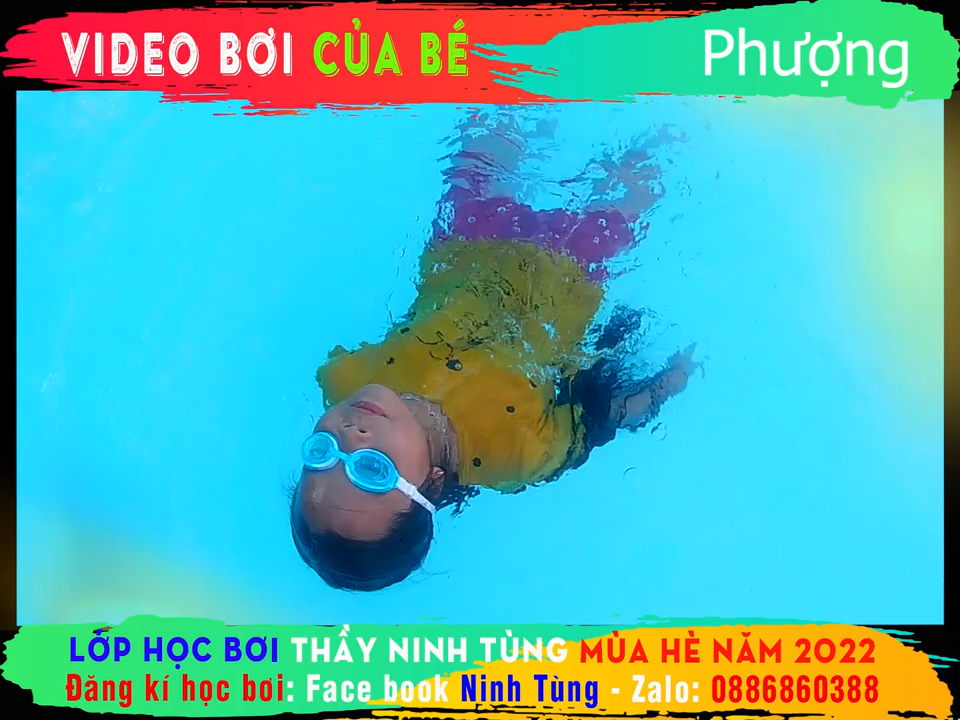 VIDEO BƠI CỦA BÉ
Phượng
LỚP HỌC BƠI THẦY NINH TÙNG MÙA HÈ NĂM 2022
Đăng kí học bơi: Face book Ninh Tùng - Zalo: 0886860388